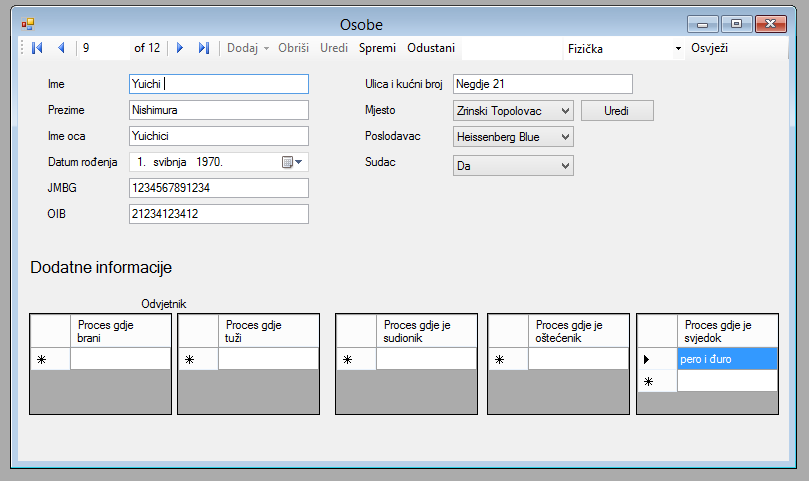 Osobe
9 of 12 Dodaj Obriši Uredi Spremi Odustani Fizička Osvježi
Ime Yuichi
Prezime Nishimura
Ime oca Yuichici
Datum rođenja 1. svibnja 1970.
JMBG 1234567891234
OIB 21234123412
Ulica i kućni broj Negdje 21
Mjesto Zrinski Topolovac Uredi
Poslodavac Heissenberg Blue
Sudac Da
Dodatne informacije
Odvjetnik
Proces gdje
brani
Proces gdje
tuži
Proces gdje je
sudionik
Proces gdje je
oštećenik
Proces gdje je
svjedok
pero i đuro